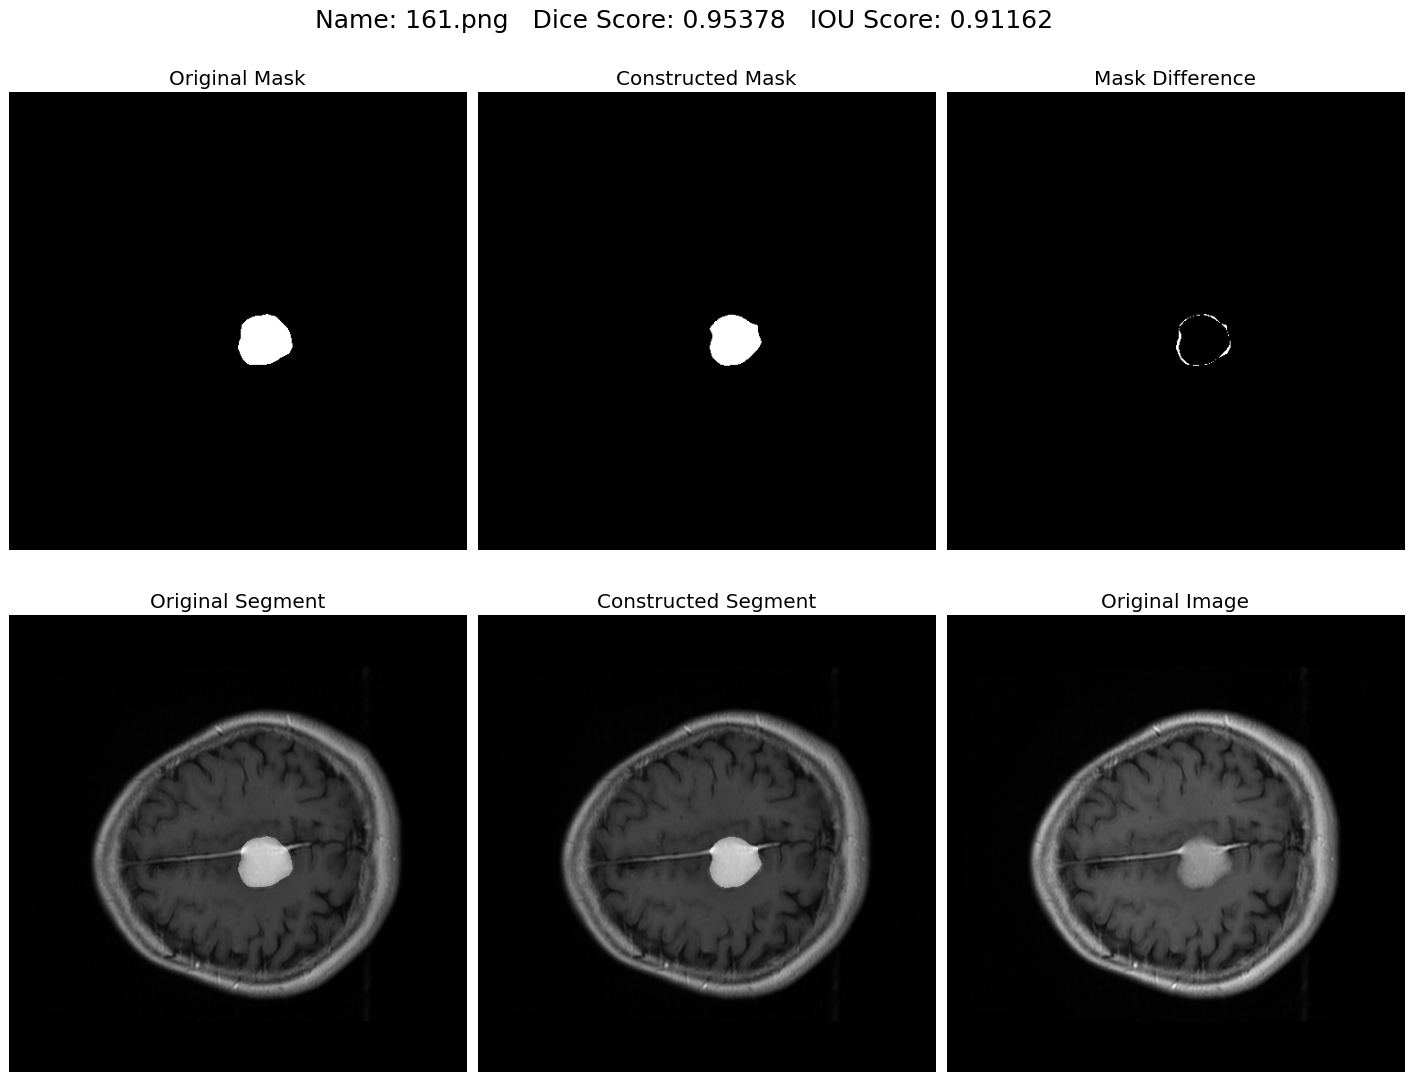 Name: 161.png   Dice Score: 0.95378   IOU Score: 0.91162
Original Mask
Constructed Mask
Mask Difference
Original Segment
Constructed Segment
Original Image